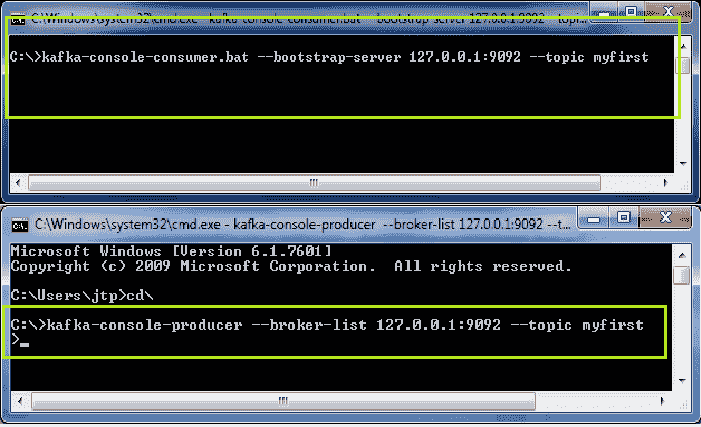 C:\Windows\system32\cmd.exe - kafka-console-consumer.bat --bootstrap-server 127.0.0.1:9092 --topi...
C:\>kafka-console-consumer.bat --bootstrap-server 127.0.0.1:9092 --topic myfirst
C:\Windows\system32\cmd.exe - kafka-console-producer --broker-list 127.0.0.1:9092 --t...
Microsoft Windows [Version 6.1.7601]
Copyright (c) 2009 Microsoft Corporation.  All rights reserved.
C:\Users\jtp>cd\
C:\>kafka-console-producer --broker-list 127.0.0.1:9092 --topic myfirst
>_